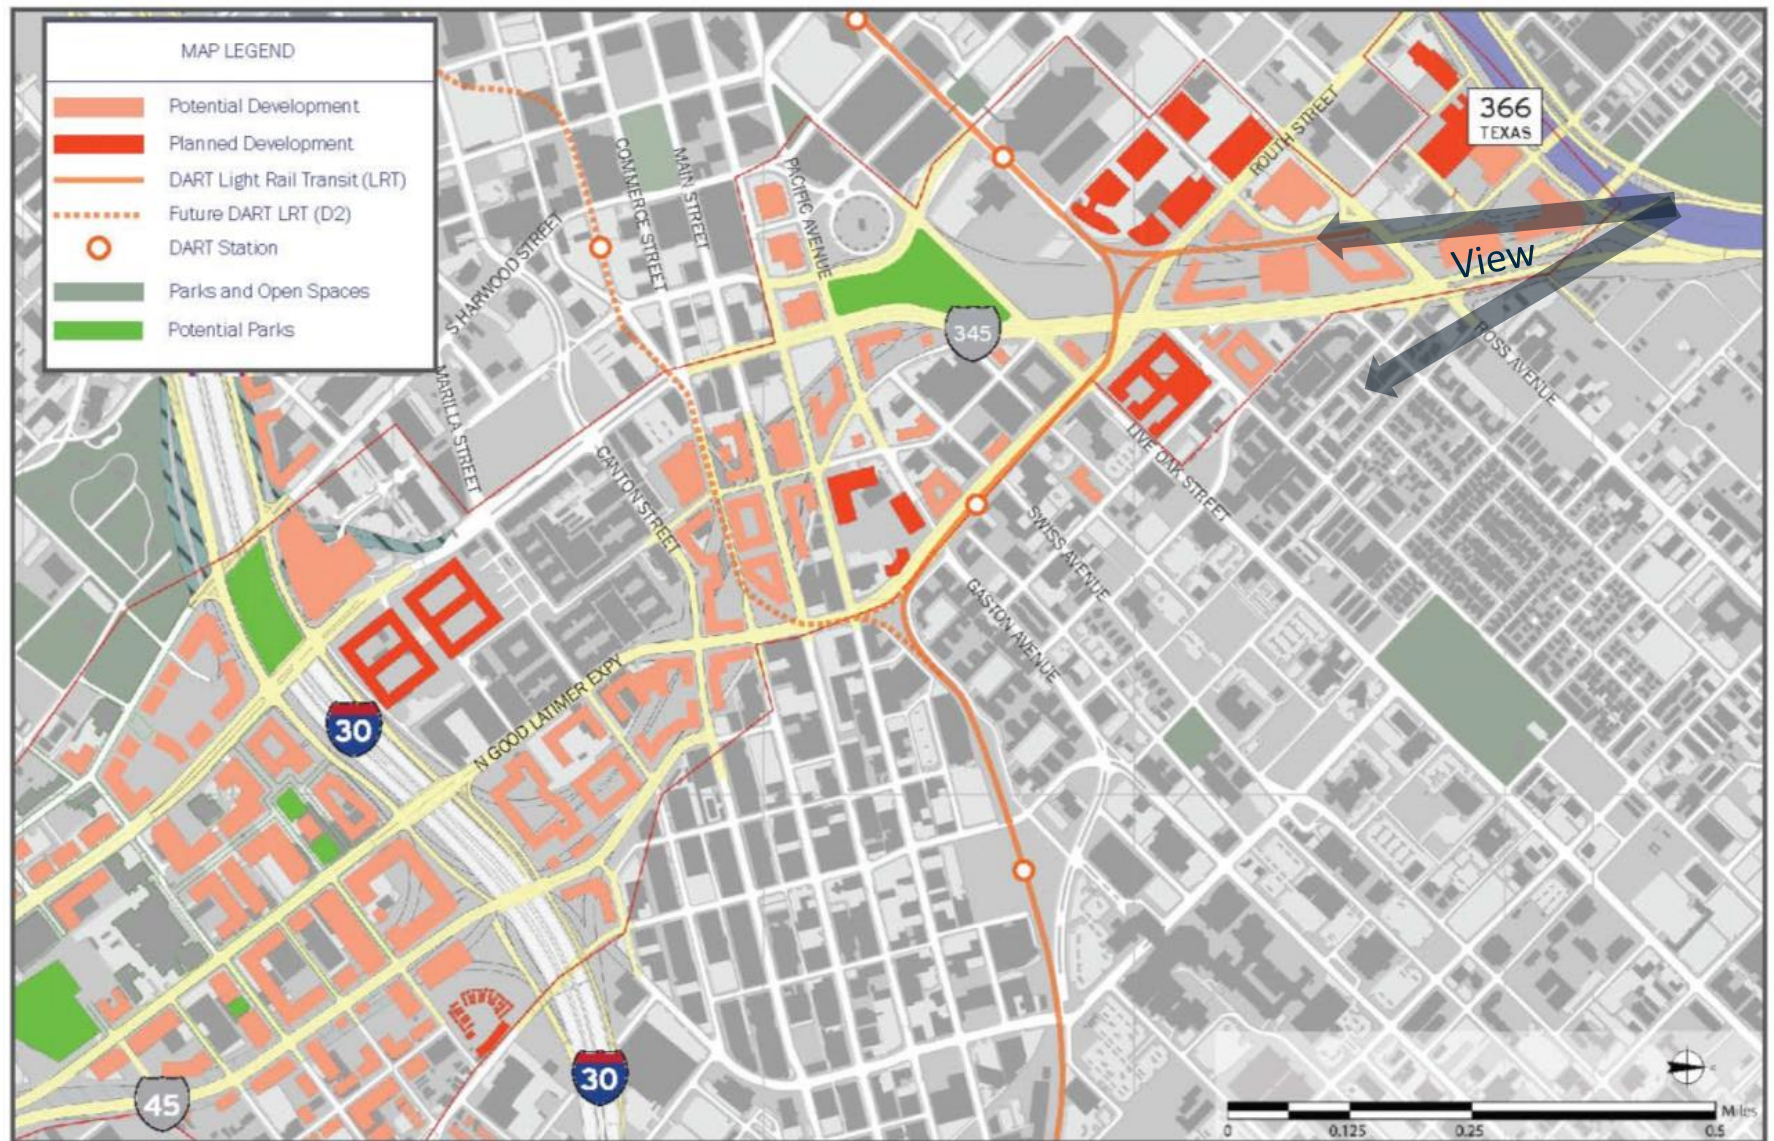 MAP LEGEND
Potential Development
Planned Development
DART Light Rail Transit (LRT)
Future DART LRT (D2)
DART Station
Parks and Open Spaces
Potential Parks
COMMERCE STREET
MAIN STREET
PACIFIC AVENUE
S HARWOOD STREET
ROUTH STREET
366
TEXAS
View
345
ROSS AVENUE
MARILLA STREET
CANTON STREET
LIVE OAK STREET
SWISS AVENUE
GASTON AVENUE
N GOOD LATIMER EXPY
30
30
45
Miles
0
0.125
0.25
0.5